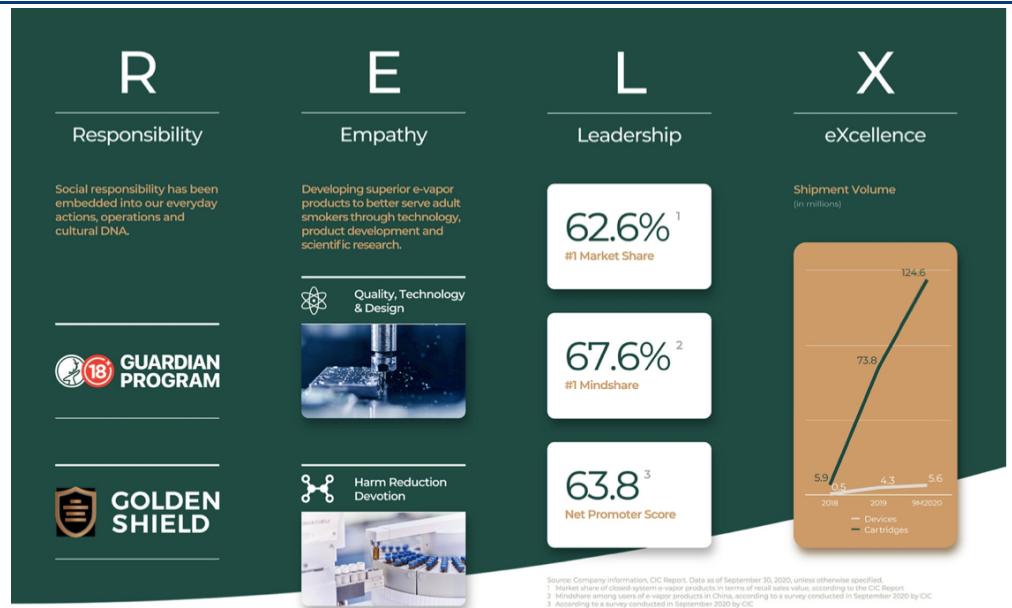 R
Responsibility
Social responsibility has been
embedded into our everyday
actions, operations and
cultural DNA.
18+ GUARDIAN
PROGRAM
GOLDEN
SHIELD
E
Empathy
Developing superior e-vapor
products to better serve adult
smokers through technology,
product development and
scientific research.
Quality, Technology
& Design
Harm Reduction
Devotion
L
Leadership
62.6% 1
#1 Market Share
67.6% 2
#1 Mindshare
63.8 3
Net Promoter Score
X
eXcellence
Shipment Volume
(in millions)
124.6
73.8
5.9
0.5
4.3
5.6
2018
2019
9M2020
Devices
Cartridges
Source: Company information, CIC Report. Data as of September 30, 2020, unless otherwise specified.
1 Market share of closed-system e-vapor products in terms of retail sales value, according to the CIC Report
2 Mindshare among users of e-vapor products in China, according to a survey conducted in September 2020 by CIC
3 According to a survey conducted in September 2020 by CIC